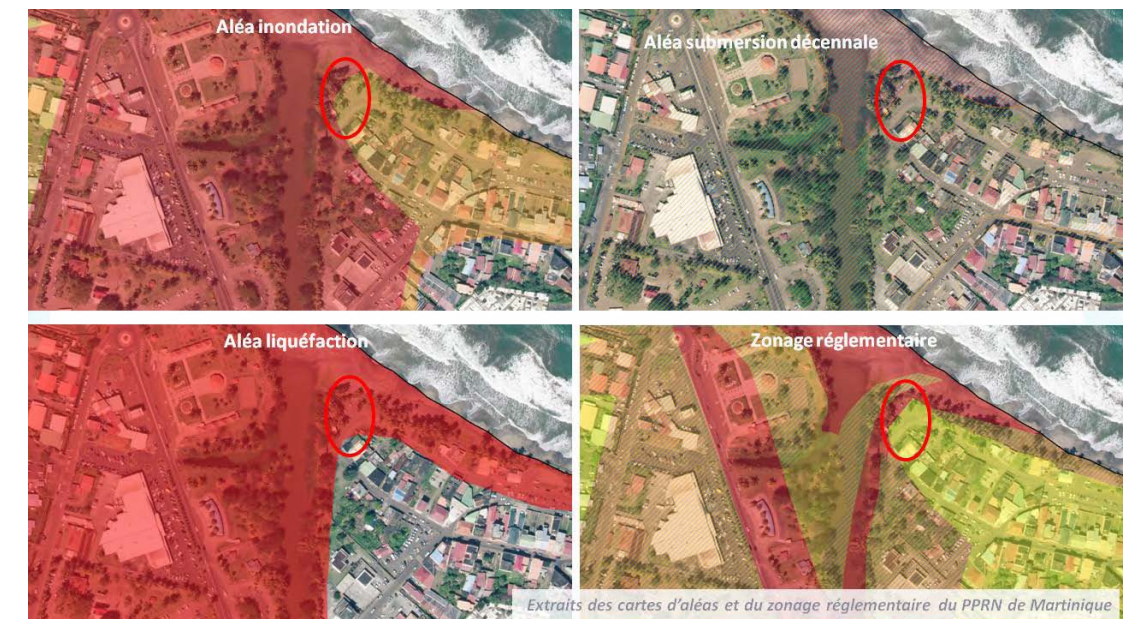 Aléa inondation
Aléa submersion décennale
Aléa liquéfaction
Zonage réglementaire
Extraits des cartes d'aléas et du zonage réglementaire du PPRN de Martinique